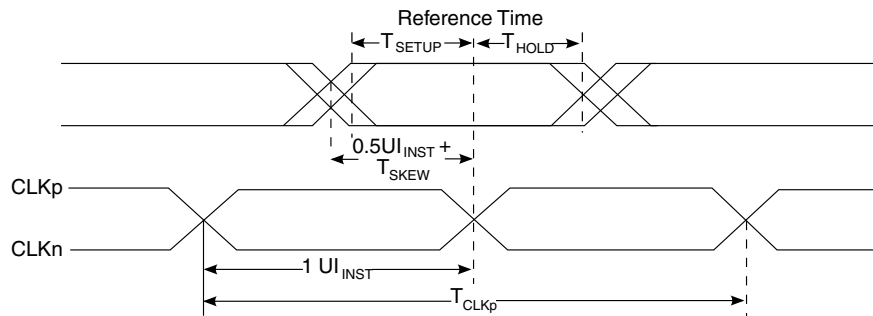 Reference Time
TSETUP THOLD
0.5UIINST +
TSKEW
CLKp
CLKn
1 UIINST
TCLKp